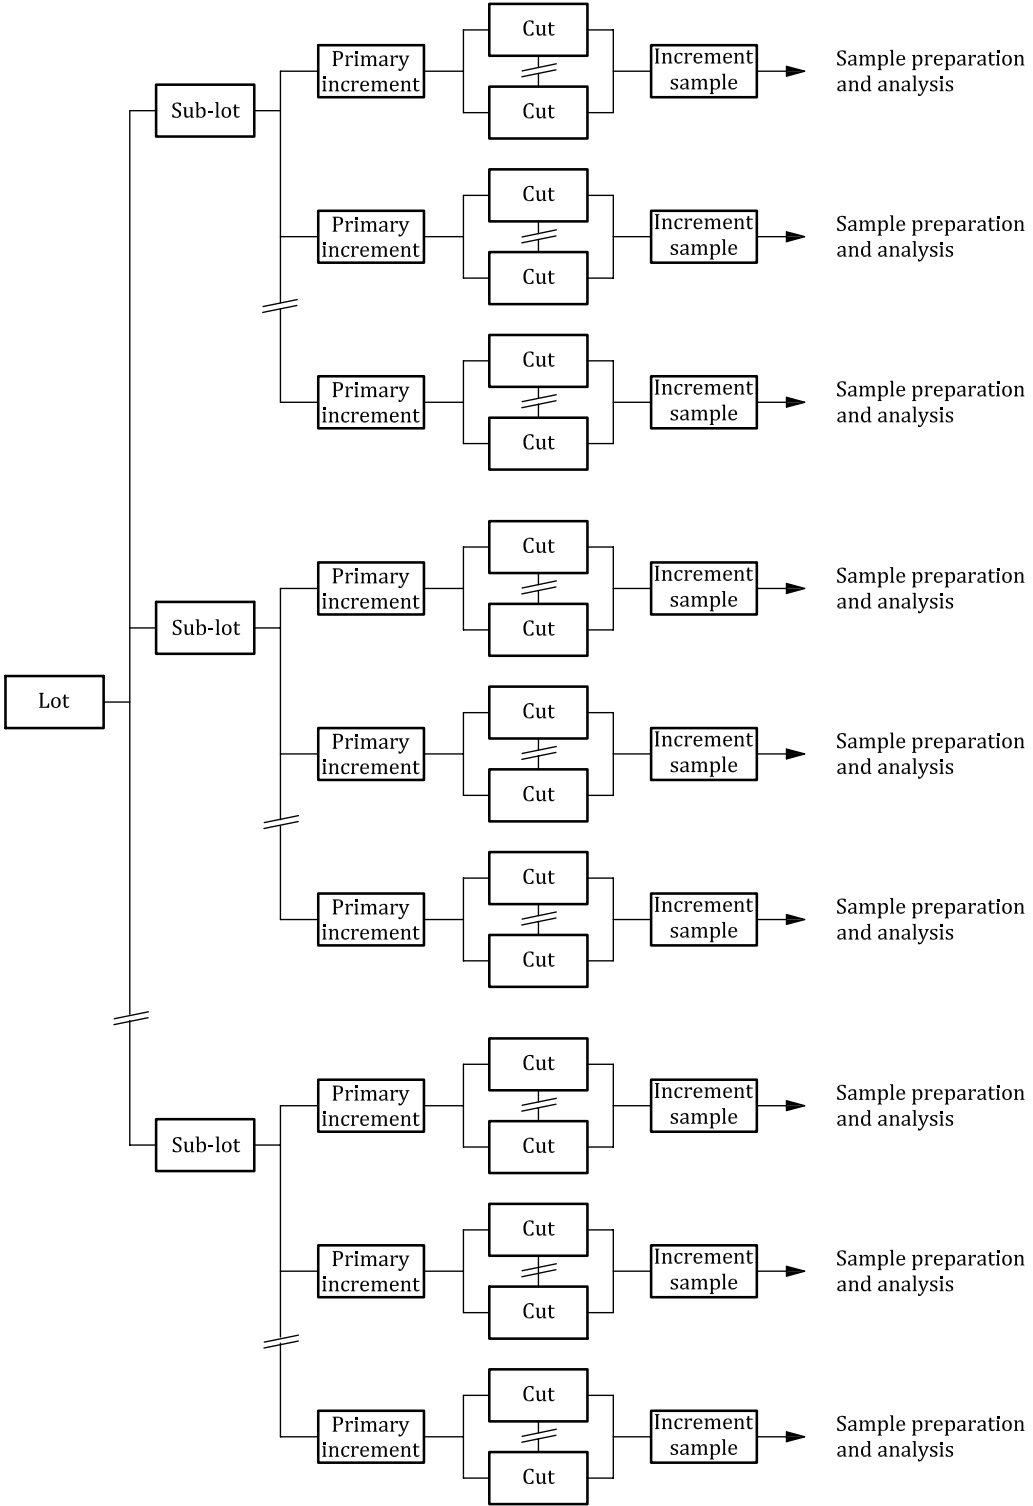 Cut
Primary
increment
Increment
sample
Sample preparation
and analysis
Sub-lot
Cut
Cut
Primary
increment
Increment
sample
Sample preparation
and analysis
Cut
Cut
Primary
increment
Increment
sample
Sample preparation
and analysis
Cut
Cut
Primary
increment
Increment
sample
Sample preparation
and analysis
Sub-lot
Cut
Lot
Cut
Primary
increment
Increment
sample
Sample preparation
and analysis
Cut
Cut
Primary
increment
Increment
sample
Sample preparation
and analysis
Cut
Cut
Primary
increment
Increment
sample
Sample preparation
and analysis
Sub-lot
Cut
Cut
Primary
increment
Increment
sample
Sample preparation
and analysis
Cut
Cut
Primary
increment
Increment
sample
Sample preparation
and analysis
Cut